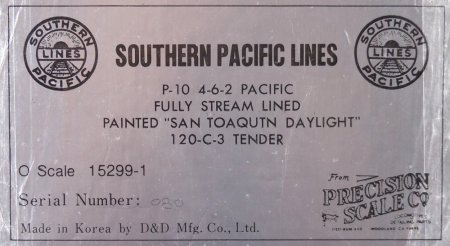 SOUTHERN PACIFIC LINES
SOUTHERN PACIFIC LINES
SOUTHERN PACIFIC LINES
P-10 4-6-2 PACIFIC
FULLY STREAM LINED
PAINTED "SAN TOAQUTN DAYLIGHT"
120-C-3 TENDER
O Scale 15299-1
Serial Number: 080
From
PRECISION
SCALE CO
Made in Korea by D&D Mfg. Co., Ltd.